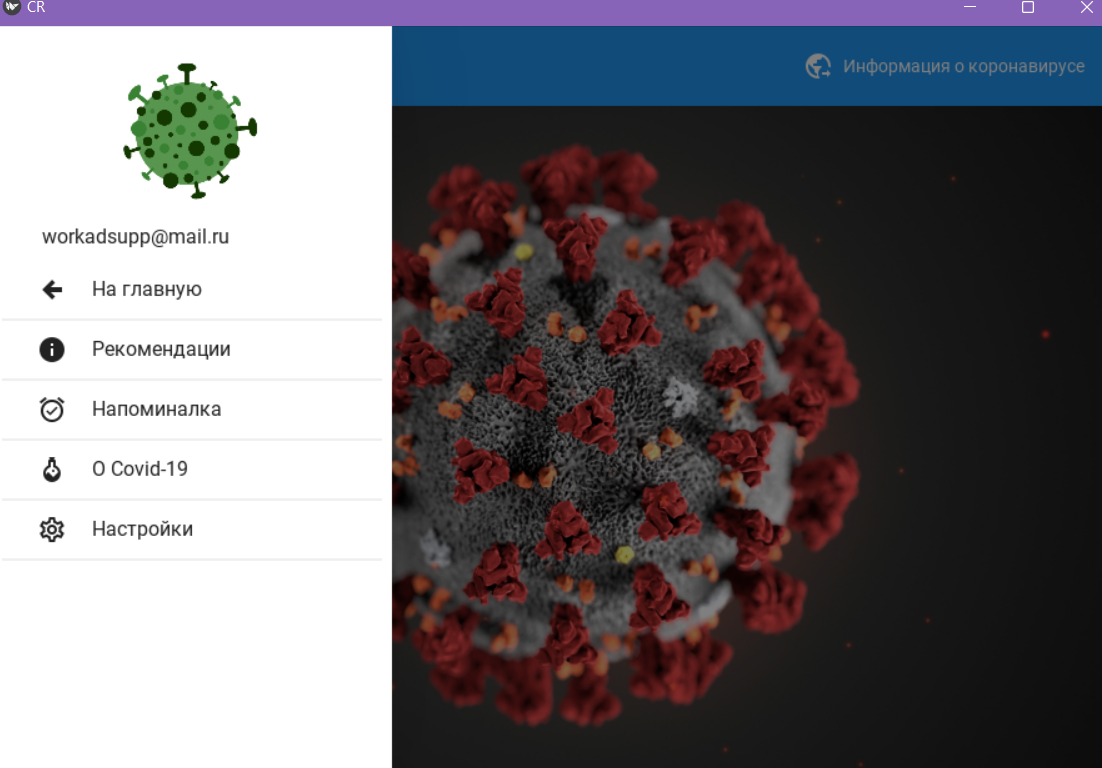 CR
Информация о коронавирусе
workadsupp@mail.ru
На главную
Рекомендации
Напоминалка
О Covid-19
Настройки